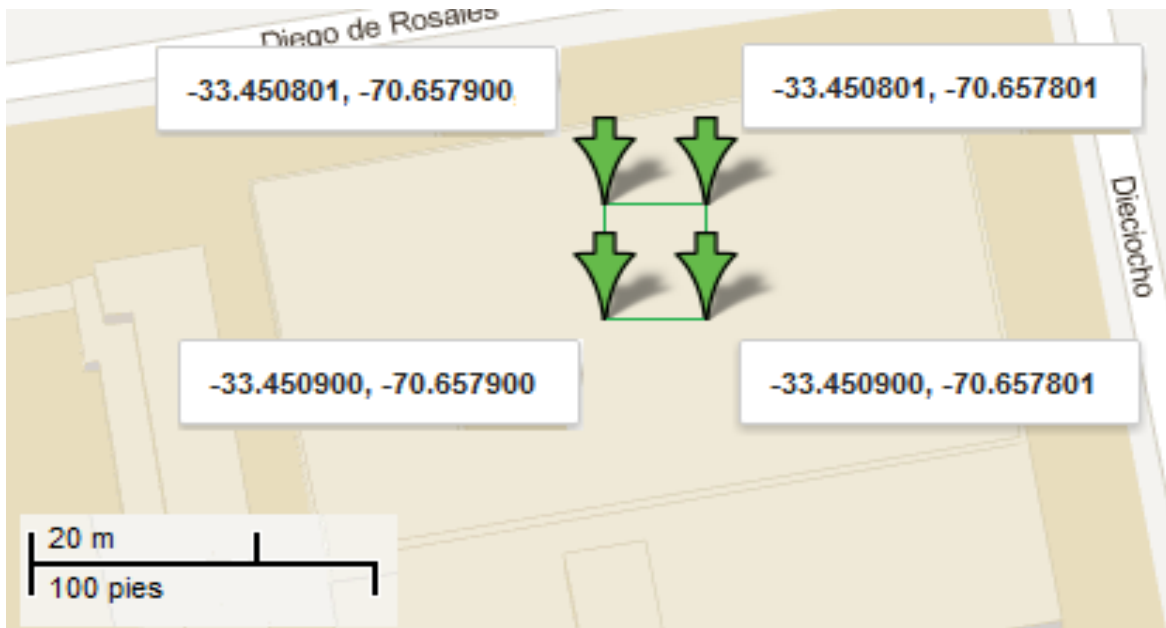 Diego de Rosales
-33.450801, -70.657900
-33.450801, -70.657801
Dieciocho
-33.450900, -70.657900
-33.450900, -70.657801
20 m
100 pies